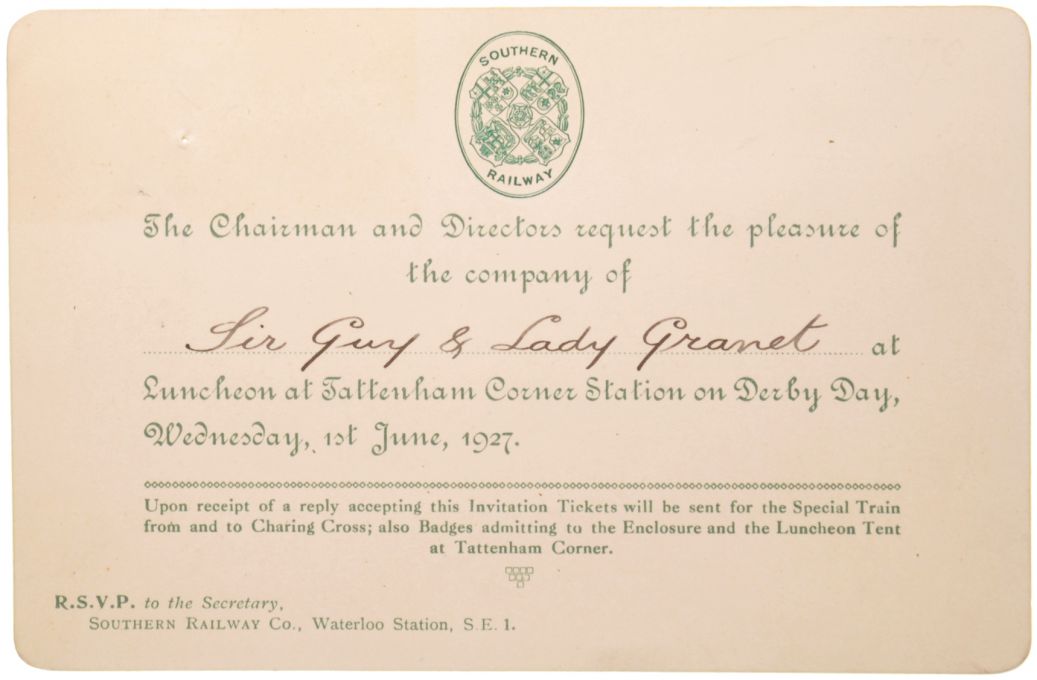 SOUTHERN
RAILWAY
The Chairman and Directors request the pleasure of
the company of
Sir Guy & Lady Granet at
Luncheon at Tattenham Corner Station on Derby Day,
Wednesday, 1st June, 1927.
Upon receipt of a reply accepting this Invitation Tickets will be sent for the Special Train
from and to Charing Cross; also Badges admitting to the Enclosure and the Luncheon Tent
at Tattenham Corner.
R.S.V.P. to the Secretary,
SOUTHERN RAILWAY CO., Waterloo Station, S.E. 1.